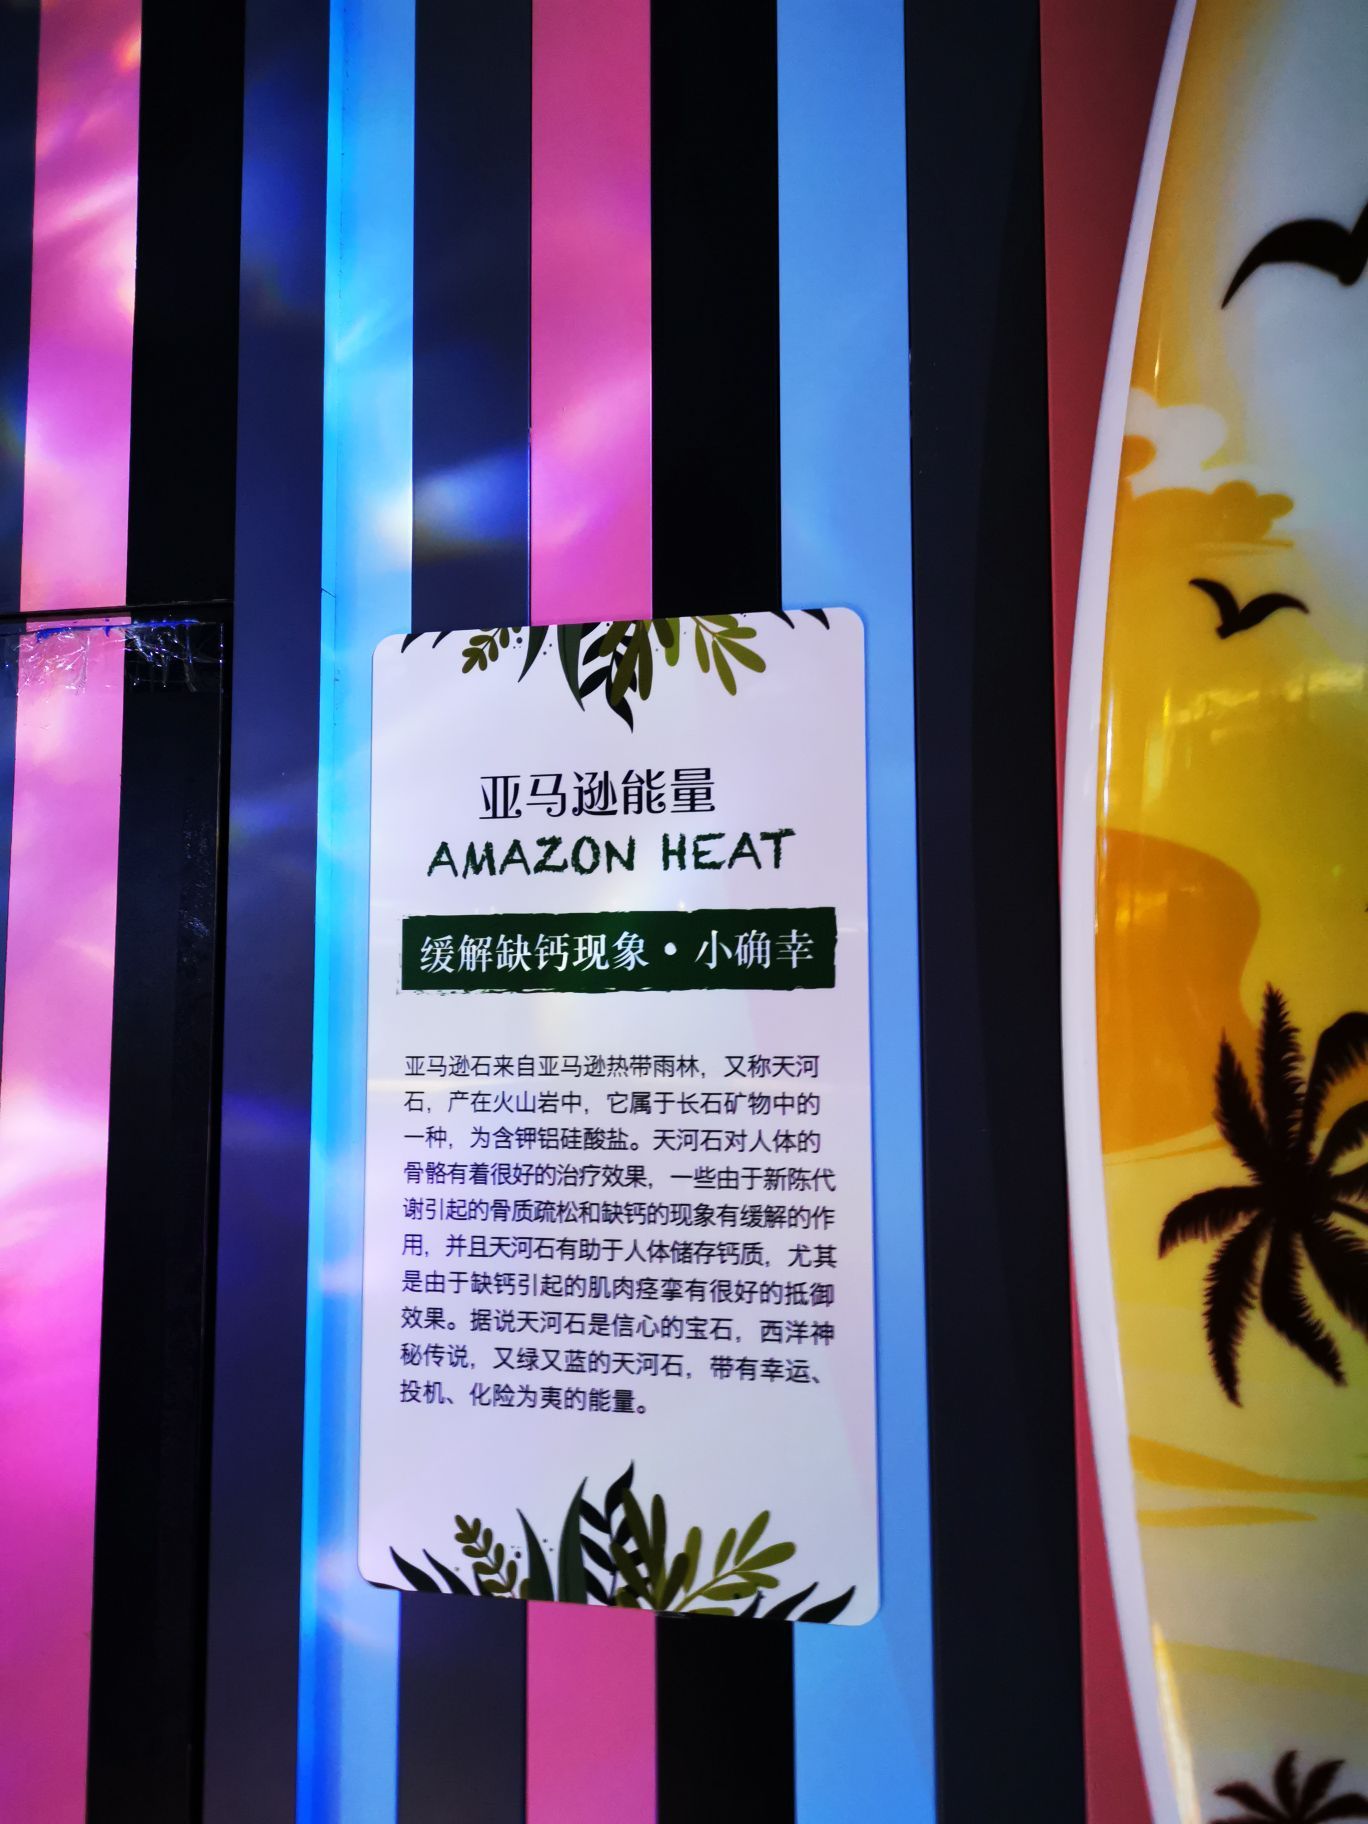 亚马逊能量
AMAZON HEAT
缓解缺钙现象•小确幸
亚马逊石来自亚马逊热带雨林，又称天河
石，产在火山岩中，它属于长石矿物中的
一种，为含钾铝硅酸盐。天河石对人体的
骨骼有着很好的治疗效果，一些由于新陈代
谢引起的骨质疏松和缺钙的现象有缓解的作
用，并且天河石有助于人体储存钙质，尤其
是由于缺钙引起的肌肉痉挛有很好的抵御
效果。据说天河石是信心的宝石，西洋神
秘传说，又绿又蓝的天河石，带有幸运、
投机、化险为夷的能量。